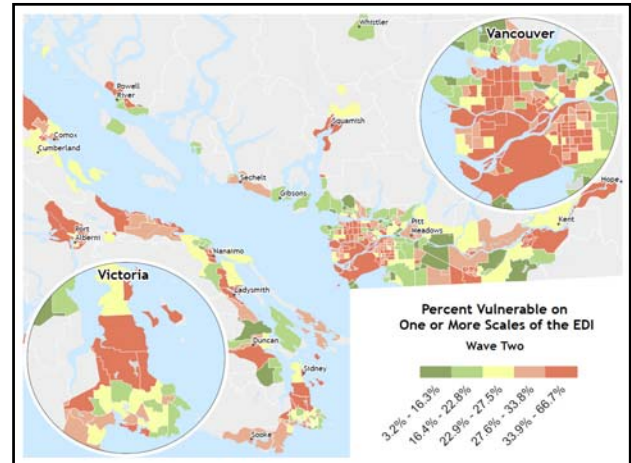 Whistler
Vancouver
Powell
River
Squamish
Comox
Cumberland
Sechelt
Gibsons
Hope
Pitt
Meadows
Kent
Port
Alberni
Nanaimo
Victoria
Ladysmith
Duncan
Sidney
Sooke
Percent Vulnerable on
One or More Scales of the EDI
Wave Two
3.2% - 16.3%
16.4% - 22.8%
22.9% - 27.5%
27.6% - 33.8%
33.9% - 66.7%